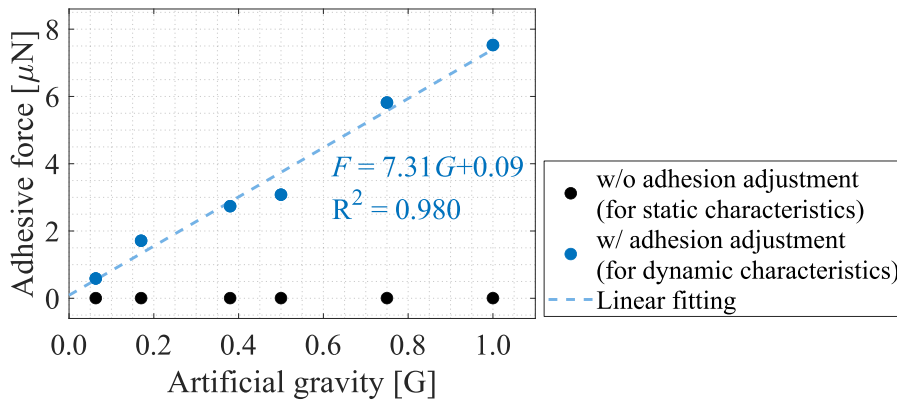 Adhesive force [μN]
8
6
4
2
0
F = 7.31G+0.09
R² = 0.980
0.0 0.2 0.4 0.6 0.8 1.0
Artificial gravity [G]
w/o adhesion adjustment
(for static characteristics)
w/ adhesion adjustment
(for dynamic characteristics)
Linear fitting